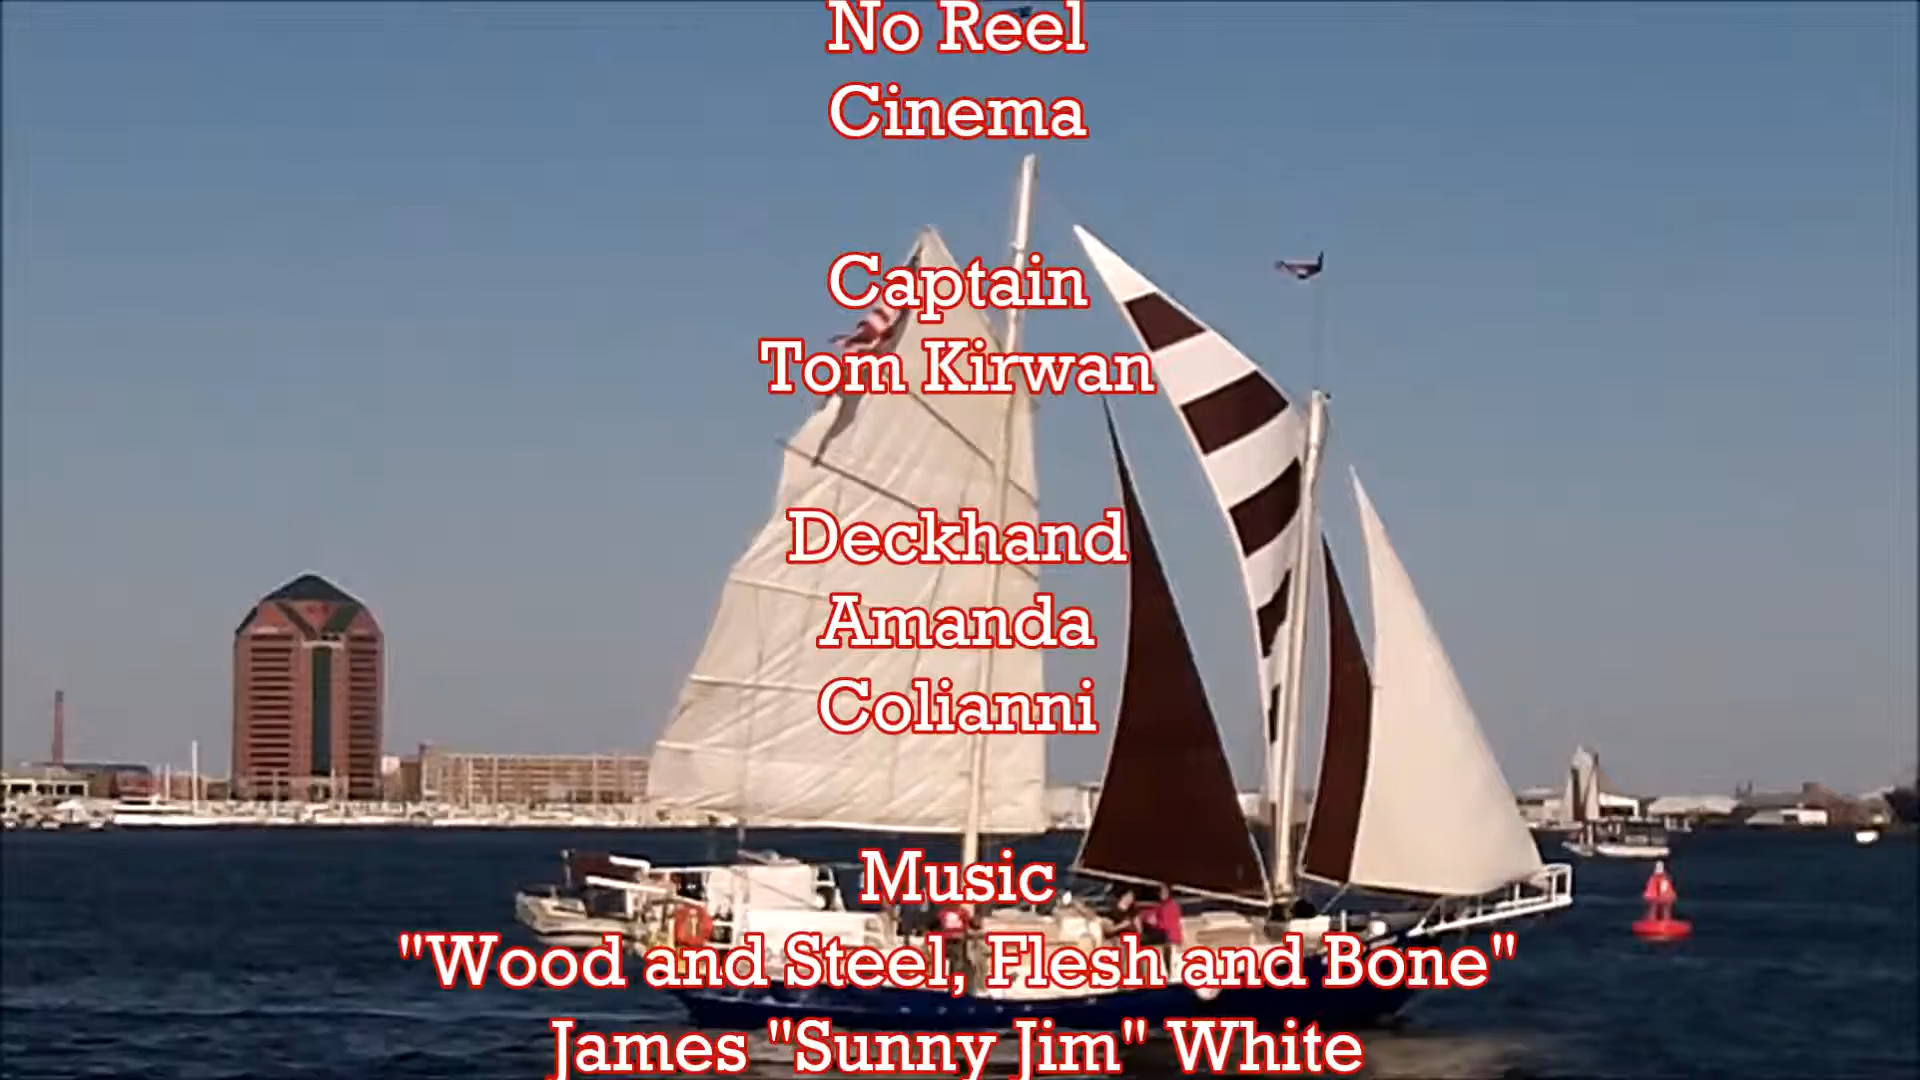 No Reel
Cinema
Captain
Tom Kirwan
Deckhand
Amanda
Colianni
Music
"Wood and Steel, Flesh and Bone"
James "Sunny Jim" White